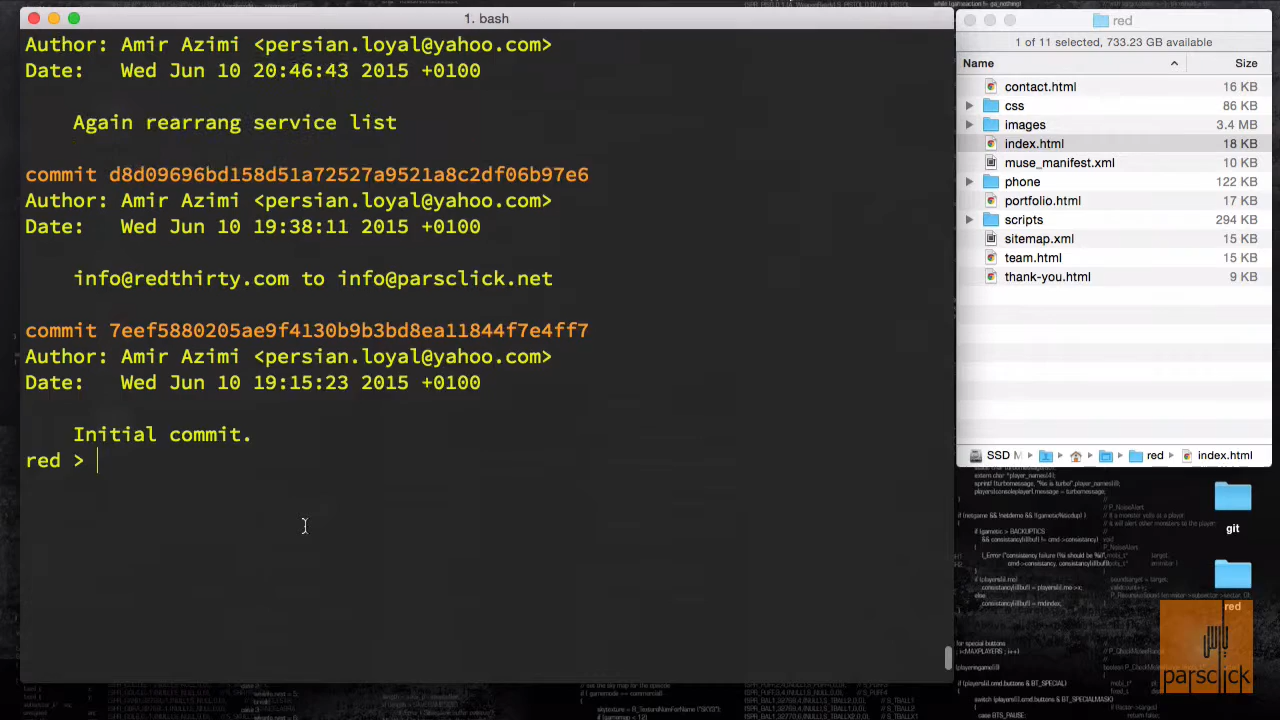 1. bash
Author: Amir Azimi <persian.loyal@yahoo.com>
Date:   Wed Jun 10 20:46:43 2015 +0100
Again rearrang service list
commit d8d09696bd158d51a72527a9521a8c2df06b97e6
Author: Amir Azimi <persian.loyal@yahoo.com>
Date:   Wed Jun 10 19:38:11 2015 +0100
info@redthirty.com to info@parsclick.net
commit 7eef5880205ae9f4130b9b3bd8ea11844f7e4ff7
Author: Amir Azimi <persian.loyal@yahoo.com>
Date:   Wed Jun 10 19:15:23 2015 +0100
Initial commit.
red >
red
1 of 11 selected, 733.23 GB available
Name Size
contact.html 16 KB
css 86 KB
images 3.4 MB
index.html 18 KB
muse_manifest.xml 10 KB
phone 122 KB
portfolio.html 17 KB
scripts 294 KB
sitemap.xml 15 KB
team.html 15 KB
thank-you.html 9 KB
SSD red index.html
git
red
پارس
parsclick